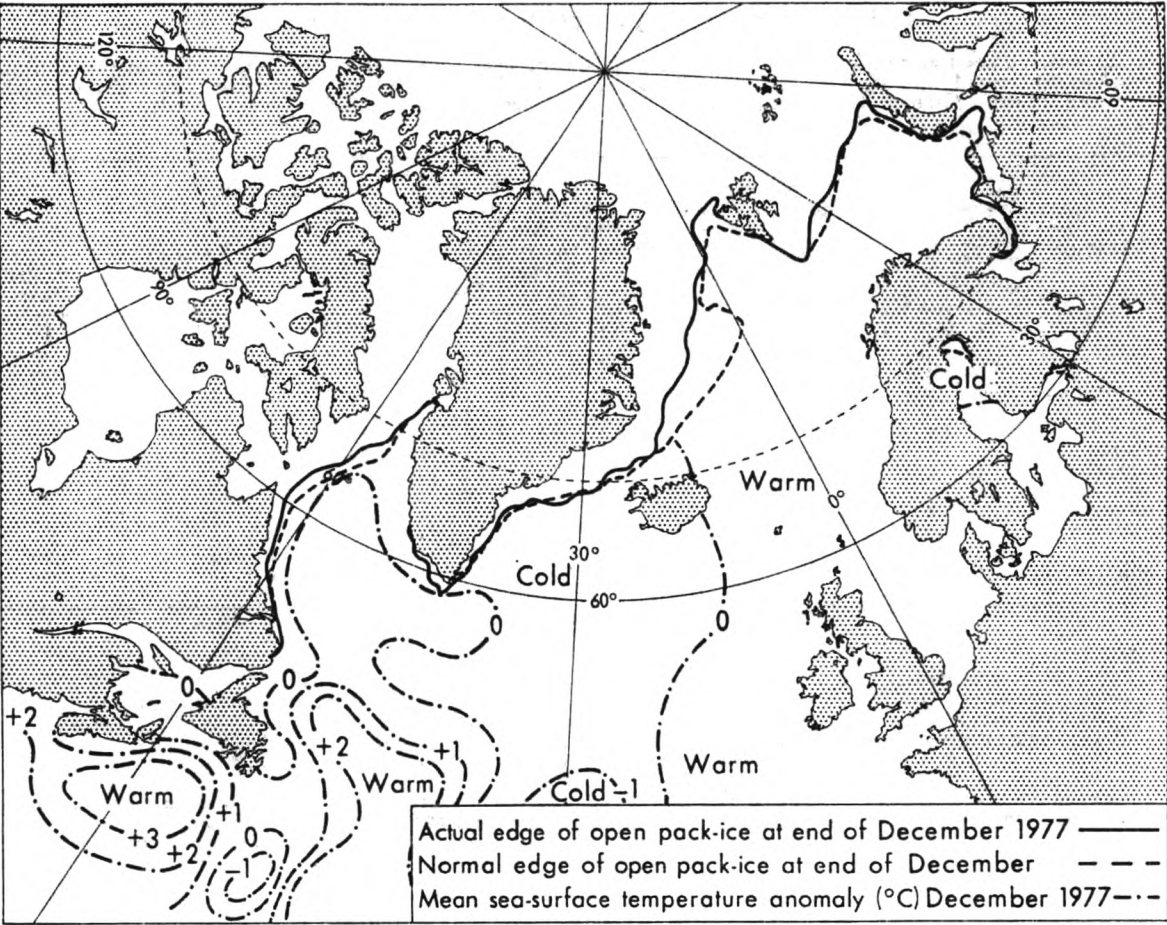 120°
60°
90°
30°
Cold
Warm
0°
30°
Cold
60°
0
0
0
0
+2
+2
+1
Warm
Warm
Warm
Cold -1
+1
+3
+2
0
-1
Actual edge of open pack-ice at end of December 1977
Normal edge of open pack-ice at end of December
Mean sea-surface temperature anomaly (°C) December 1977